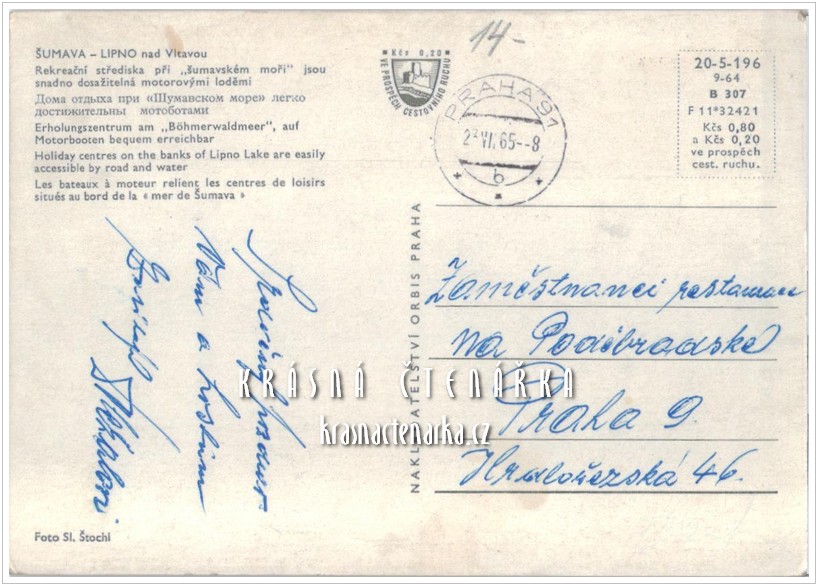 ŠUMAVA – LIPNO nad Vltavou
Rekreační střediska při „šumavském moři" jsou
snadno dosažitelná motorovými loděmi
Дома отдыха при «Шумавском море» легко
достижительны мотоботами
Erholungszentrum am „Böhmerwaldmeer", auf
Motorbooten bequem erreichbar
Holiday centres on the banks of Lipno Lake are easily
accessible by road and water
Les bateaux à moteur relient les centres de loisirs
situés au bord de la « mer de Šumava »
Kčs 0,20
VE PROSPĚCH CESTOVNÍHO RUCHU
14-
PRAHA 91
VI. 65--8
b
20-5-196
9-64
B 307
F 11*32421
Kčs 0,80
a Kčs 0,20
ve prospěch
cest. ruchu.
Vám a
NAKLADATELSTVÍ ORBIS PRAHA
Zaměstnanci restaurace
na Poděbradské
Praha 9.
Hrdlořezská 46.
KRÁSNÁ ČTENÁŘKA
krasnactenarka.cz
Foto Sl. Štochl